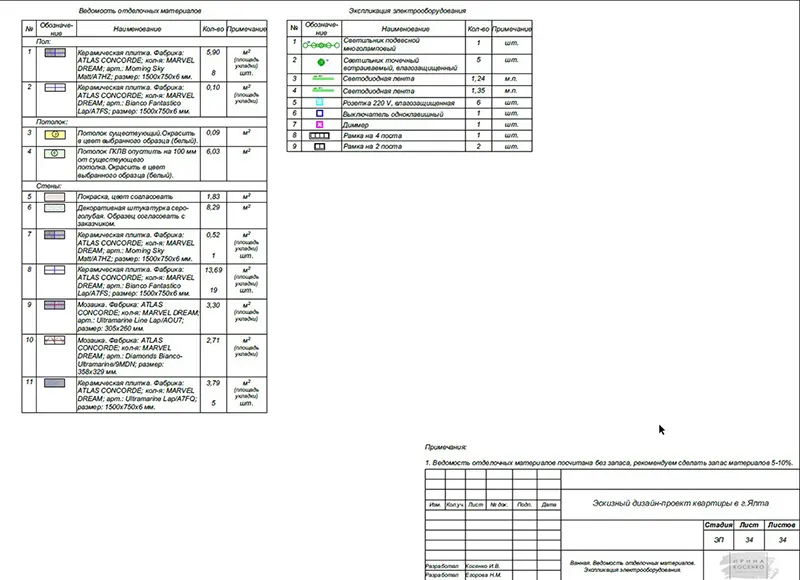 Ведомость отделочных материалов
№ Обозначе-ние Наименование Кол-во Примечание
Пол:
1 Керамическая плитка. Фабрика: 5,90 м²
ATLAS CONCORDE; кол-я: MARVEL (площадь
DREAM; арт.: Morning Sky укладки)
Matt/A7HZ; размер: 1500x750x6 мм. 8 шт.
2 Керамическая плитка. Фабрика: 0,10 м²
ATLAS CONCORDE; кол-я: MARVEL (площадь
DREAM; арт.: Bianco Fantastico укладки)
Lap/A7FS; размер: 1500x750x6 мм.
Потолок:
3 Потолок существующий.Окрасить 0,09 м²
в цвет выбранного образца (белый).
4 Потолок ГКЛВ опустить на 100 мм 6,03 м²
от существующего
потолка.Окрасить в цвет
выбранного образца (белый).
Стены:
5 Покраска, цвет согласовать 1,83 м²
6 Декоративная штукатурка серо- 8,29 м²
голубая. Образец согласовать с
заказчиком.
7 Керамическая плитка. Фабрика: 0,52 м²
ATLAS CONCORDE; кол-я: MARVEL (площадь
DREAM; арт.: Morning Sky укладки)
Matt/A7HZ; размер: 1500x750x6 мм. 1 шт.
8 Керамическая плитка. Фабрика: 13,69 м²
ATLAS CONCORDE; кол-я: MARVEL (площадь
DREAM; арт.: Bianco Fantastico укладки)
Lap/A7FS; размер: 1500x750x6 мм. 19 шт.
9 Мозаика. Фабрика: ATLAS 3,30 м²
CONCORDE; кол-я: MARVEL DREAM; (площадь
арт.: Ultramarine Line Lap/AOU7; укладки)
размер: 305x260 мм.
10 Мозаика. Фабрика: ATLAS 2,71 м²
CONCORDE; кол-я: MARVEL (площадь
DREAM; арт.: Diamonds Bianco- укладки)
Ultramarine/9MDN; размер:
358x329 мм.
11 Керамическая плитка. Фабрика: 3,79 м²
ATLAS CONCORDE; кол-я: MARVEL (площадь
DREAM; арт.: Ultramarine Lap/A7FQ; укладки)
размер: 1500x750x6 мм. 5 шт.
Экспликация электрооборудования
№ Обозначе-ние Наименование Кол-во Примечание
1 Светильник подвесной 1 шт.
многоламповый
2 Светильник точечный 5 шт.
встраиваемый, влагозащищенный
3 Светодиодная лента 1,24 м.п.
4 Светодиодная лента 1,35 м.п.
5 Розетка 220 V, влагозащищенная 6 шт.
6 Выключатель одноклавишный 1 шт.
7 Диммер 1 шт.
8 Рамка на 4 поста 1 шт.
9 Рамка на 2 поста 2 шт.
Примечания:
1. Ведомость отделочных материалов посчитана без запаса, рекомендуем сделать запас материалов 5-10%.
Изм. Кол.уч Лист № док. Подп. Дата
Эскизный дизайн-проект квартиры в г.Ялта
Стадия Лист Листов
ЭП 34 34
Ванная. Ведомость отделочных материалов.
Экспликация электрооборудования.
Разработал Косенко И.В.
Разработал Егорова Н.М.
ИРИНА
КОСЕНКО